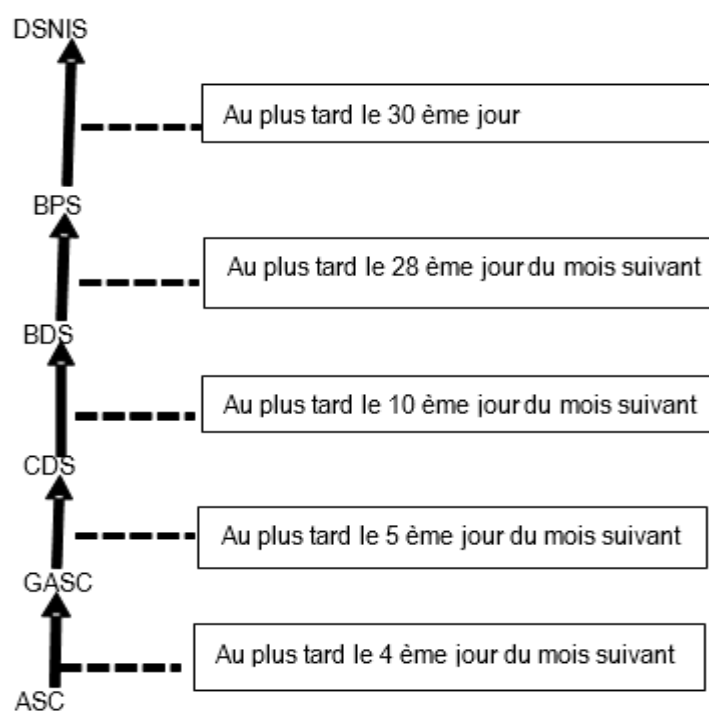 DSNIS
Au plus tard le 30 ème jour
BPS
Au plus tard le 28 ème jour du mois suivant
BDS
Au plus tard le 10 ème jour du mois suivant
CDS
Au plus tard le 5 ème jour du mois suivant
GASC
Au plus tard le 4 ème jour du mois suivant
ASC